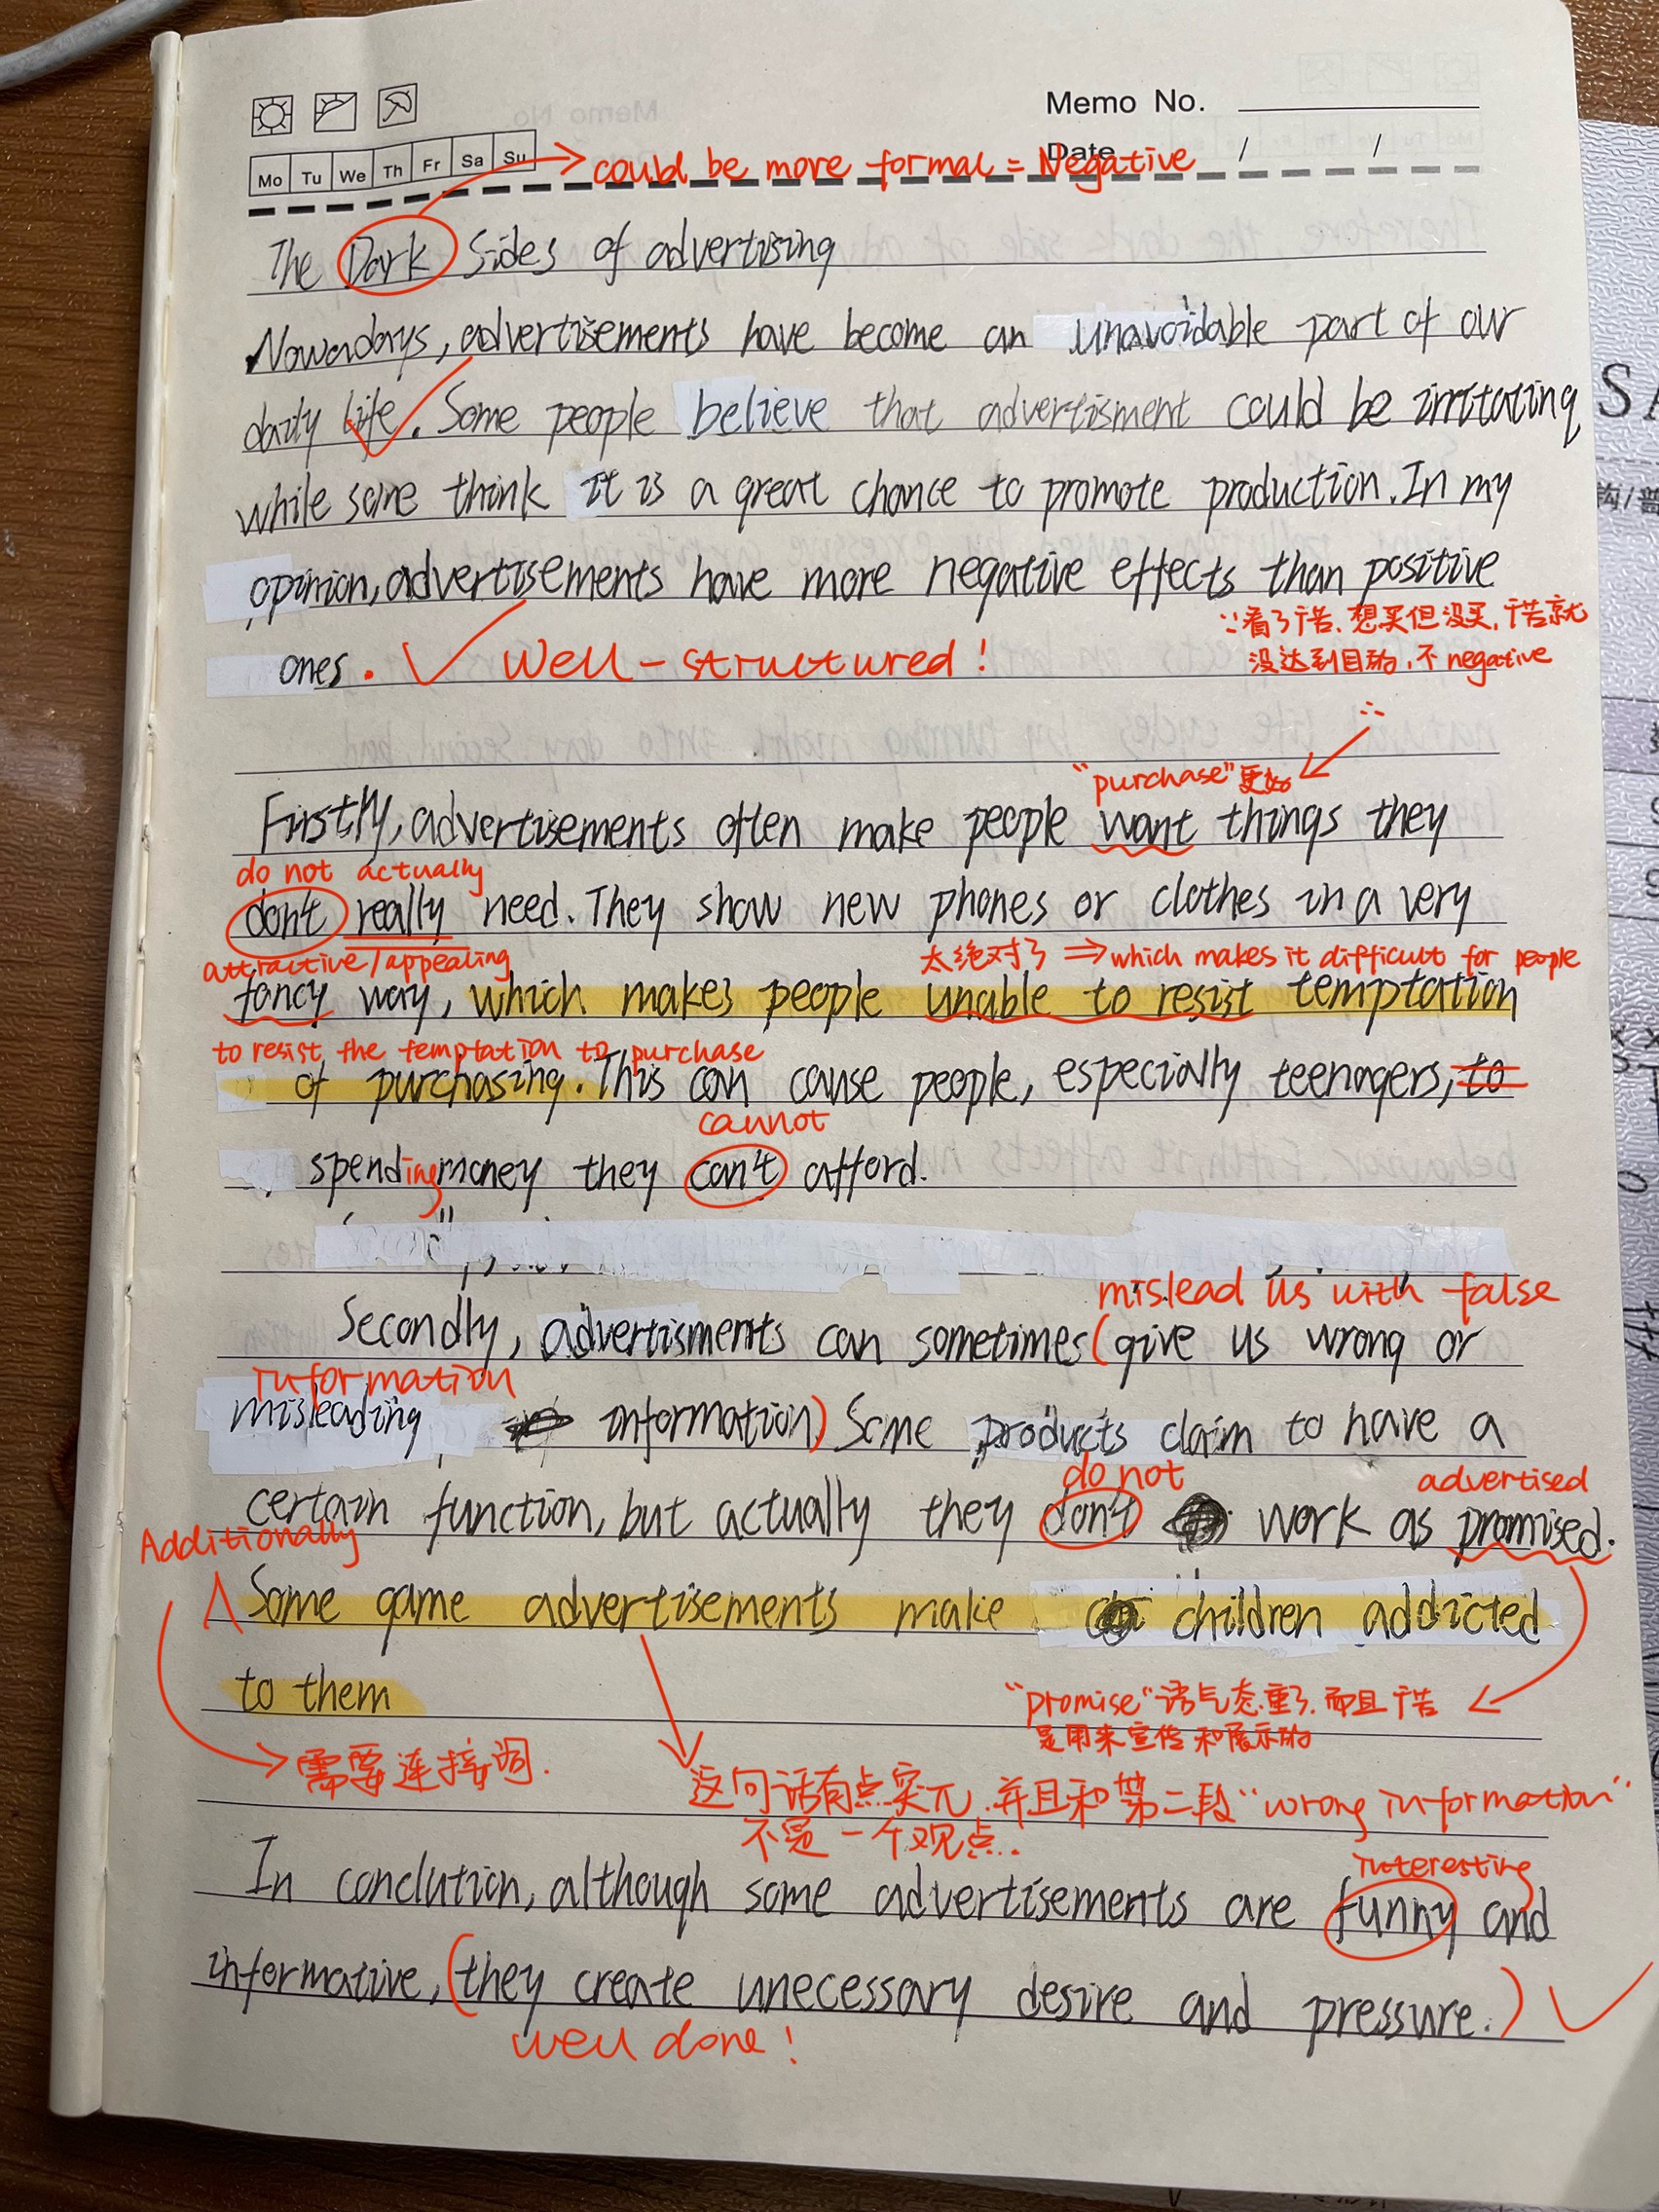 Memo No.
Mo Tu We Th Fr Sa Su
Date / /
could be more formal = Negative
The Dark Sides of advertising
Nowadays, advertisements have become an unavoidable part of our
daily life. Some people believe that advertisment could be irritating
while some think it is a great chance to promote production. In my
opinion, advertisements have more negative effects than positive
ones. Well-structured!
∵看了广告,想买但没买,广告就
没达到目的,不negative
∴
"purchase"更好
Firstly, advertisements often make people want things they
do not actually
don't really need. They show new phones or clothes in a very
attractive/appealing
太绝对了 ⇒ which makes it difficult for people
fancy way, which makes people unable to resist temptation
to resist the temptation to purchase
of purchasing. This can cause people, especially teenagers, to
cannot
spending money they can't afford.
mislead us with false
Secondly, advertisments can sometimes (give us wrong or
information
misleading information) Some products claim to have a
do not advertised
certain function, but actually they don't work as promised.
Additionally
Some game advertisements make children addicted
to them
"promise"语气态重了,而且广告
是用来宣传和展示的
需要连接词.
这句话有点突兀,并且和第二段"wrong information"
不是一个观点.
interesting
In conclution, although some advertisements are funny and
informative, (they create unecessary desire and pressure.)
well done!